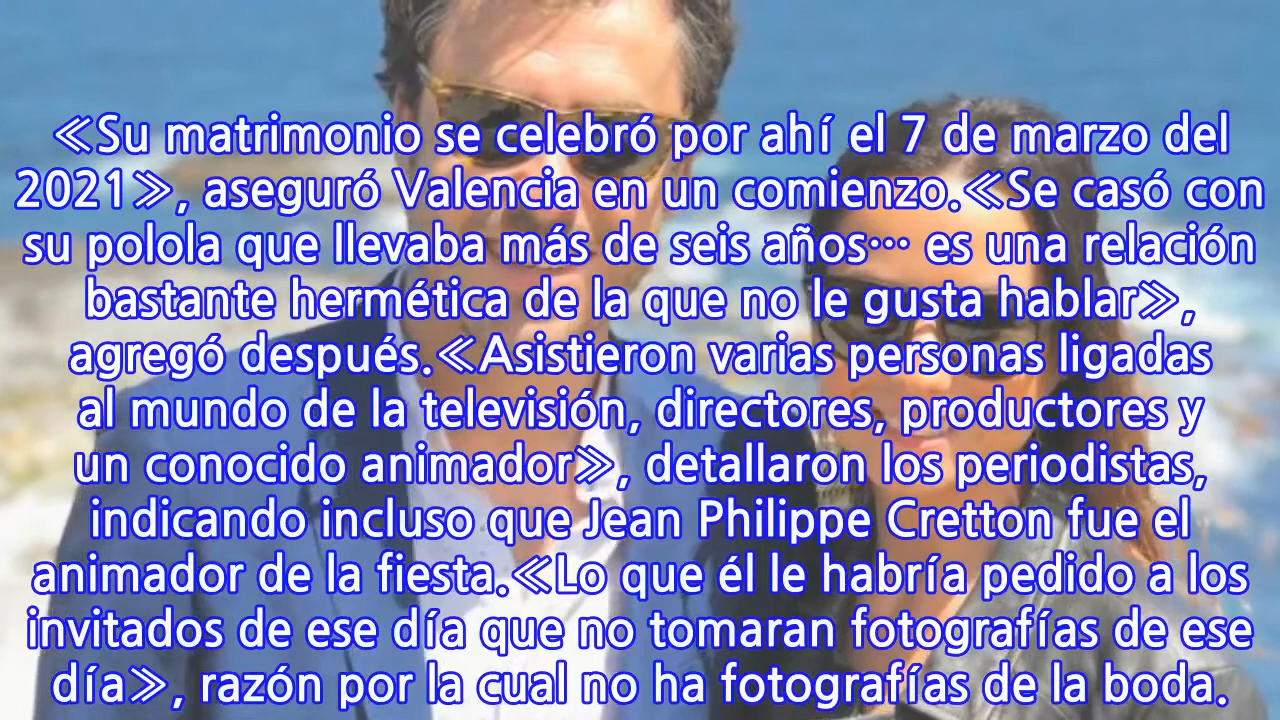 ≪Su matrimonio se celebró por ahí el 7 de marzo del
2021≫, aseguró Valencia en un comienzo.≪Se casó con
su polola que llevaba más de seis años… es una relación
bastante hermética de la que no le gusta hablar≫,
agregó después.≪Asistieron varias personas ligadas
al mundo de la televisión, directores, productores y
un conocido animador≫, detallaron los periodistas,
indicando incluso que Jean Philippe Cretton fue el
animador de la fiesta.≪Lo que él le habría pedido a los
invitados de ese día que no tomaran fotografías de ese
día≫, razón por la cual no ha fotografías de la boda.